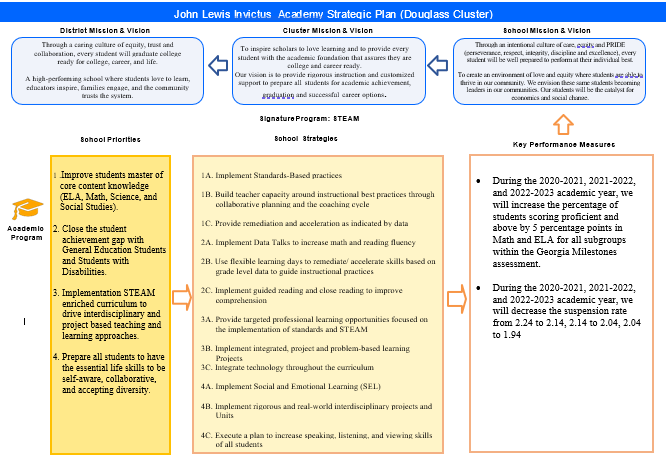 John Lewis Invictus Academy Strategic Plan (Douglass Cluster)
District Mission & Vision
Through a caring culture of equity, trust and
collaboration, every student will graduate college
ready for college, career, and life.
A high-performing school where students love to learn,
educators inspire, families engage, and the community
trusts the system.
Cluster Mission & Vision
To inspire scholars to love learning and to provide every
student with the academic foundation that assures they are
college and career ready.
Our vision is to provide rigorous instruction and customized
support to prepare all students for academic achievement,
graduation and successful career options.
School Mission & Vision
Through an intentional culture of care, equity and PRIDE
(perseverance, respect, integrity, discipline and excellence), every
student will be well prepared to perform at their individual best.
To create an environment of love and equity where students are able to
thrive in our community. We envision these same students becoming
leaders in our communities. Our students will be the catalyst for
economics and social change.
Signature Program: STEAM
School Priorities
School Strategies
Key Performance Measures
Academic
Program
1 .Improve students master of
core content knowledge
(ELA, Math, Science, and
Social Studies).
2. Close the student
achievement gap with
General Education Students
and Students with
Disabilities.
3. Implementation STEAM
enriched curriculum to
drive interdisciplinary and
project based teaching and
learning approaches.
4. Prepare all students to have
the essential life skills to be
self-aware, collaborative,
and accepting diversity.
1A. Implement Standards-Based practices
1B. Build teacher capacity around instructional best practices through
collaborative planning and the coaching cycle
1C. Provide remediation and acceleration as indicated by data
2A. Implement Data Talks to increase math and reading fluency
2B. Use flexible learning days to remediate/ accelerate skills based on
grade level data to guide instructional practices
2C. Implement guided reading and close reading to improve
comprehension
3A. Provide targeted professional learning opportunities focused on
the implementation of standards and STEAM
3B. Implement integrated, project and problem-based learning
Projects
3C. Integrate technology throughout the curriculum
4A. Implement Social and Emotional Learning (SEL)
4B. Implement rigorous and real-world interdisciplinary projects and
Units
4C. Execute a plan to increase speaking, listening, and viewing skills
of all students
• During the 2020-2021, 2021-2022,
and 2022-2023 academic year, we
will increase the percentage of
students scoring proficient and
above by 5 percentage points in
Math and ELA for all subgroups
within the Georgia Milestones
assessment.
• During the 2020-2021, 2021-2022,
and 2022-2023 academic year, we
will decrease the suspension rate
from 2.24 to 2.14, 2.14 to 2.04, 2.04
to 1.94